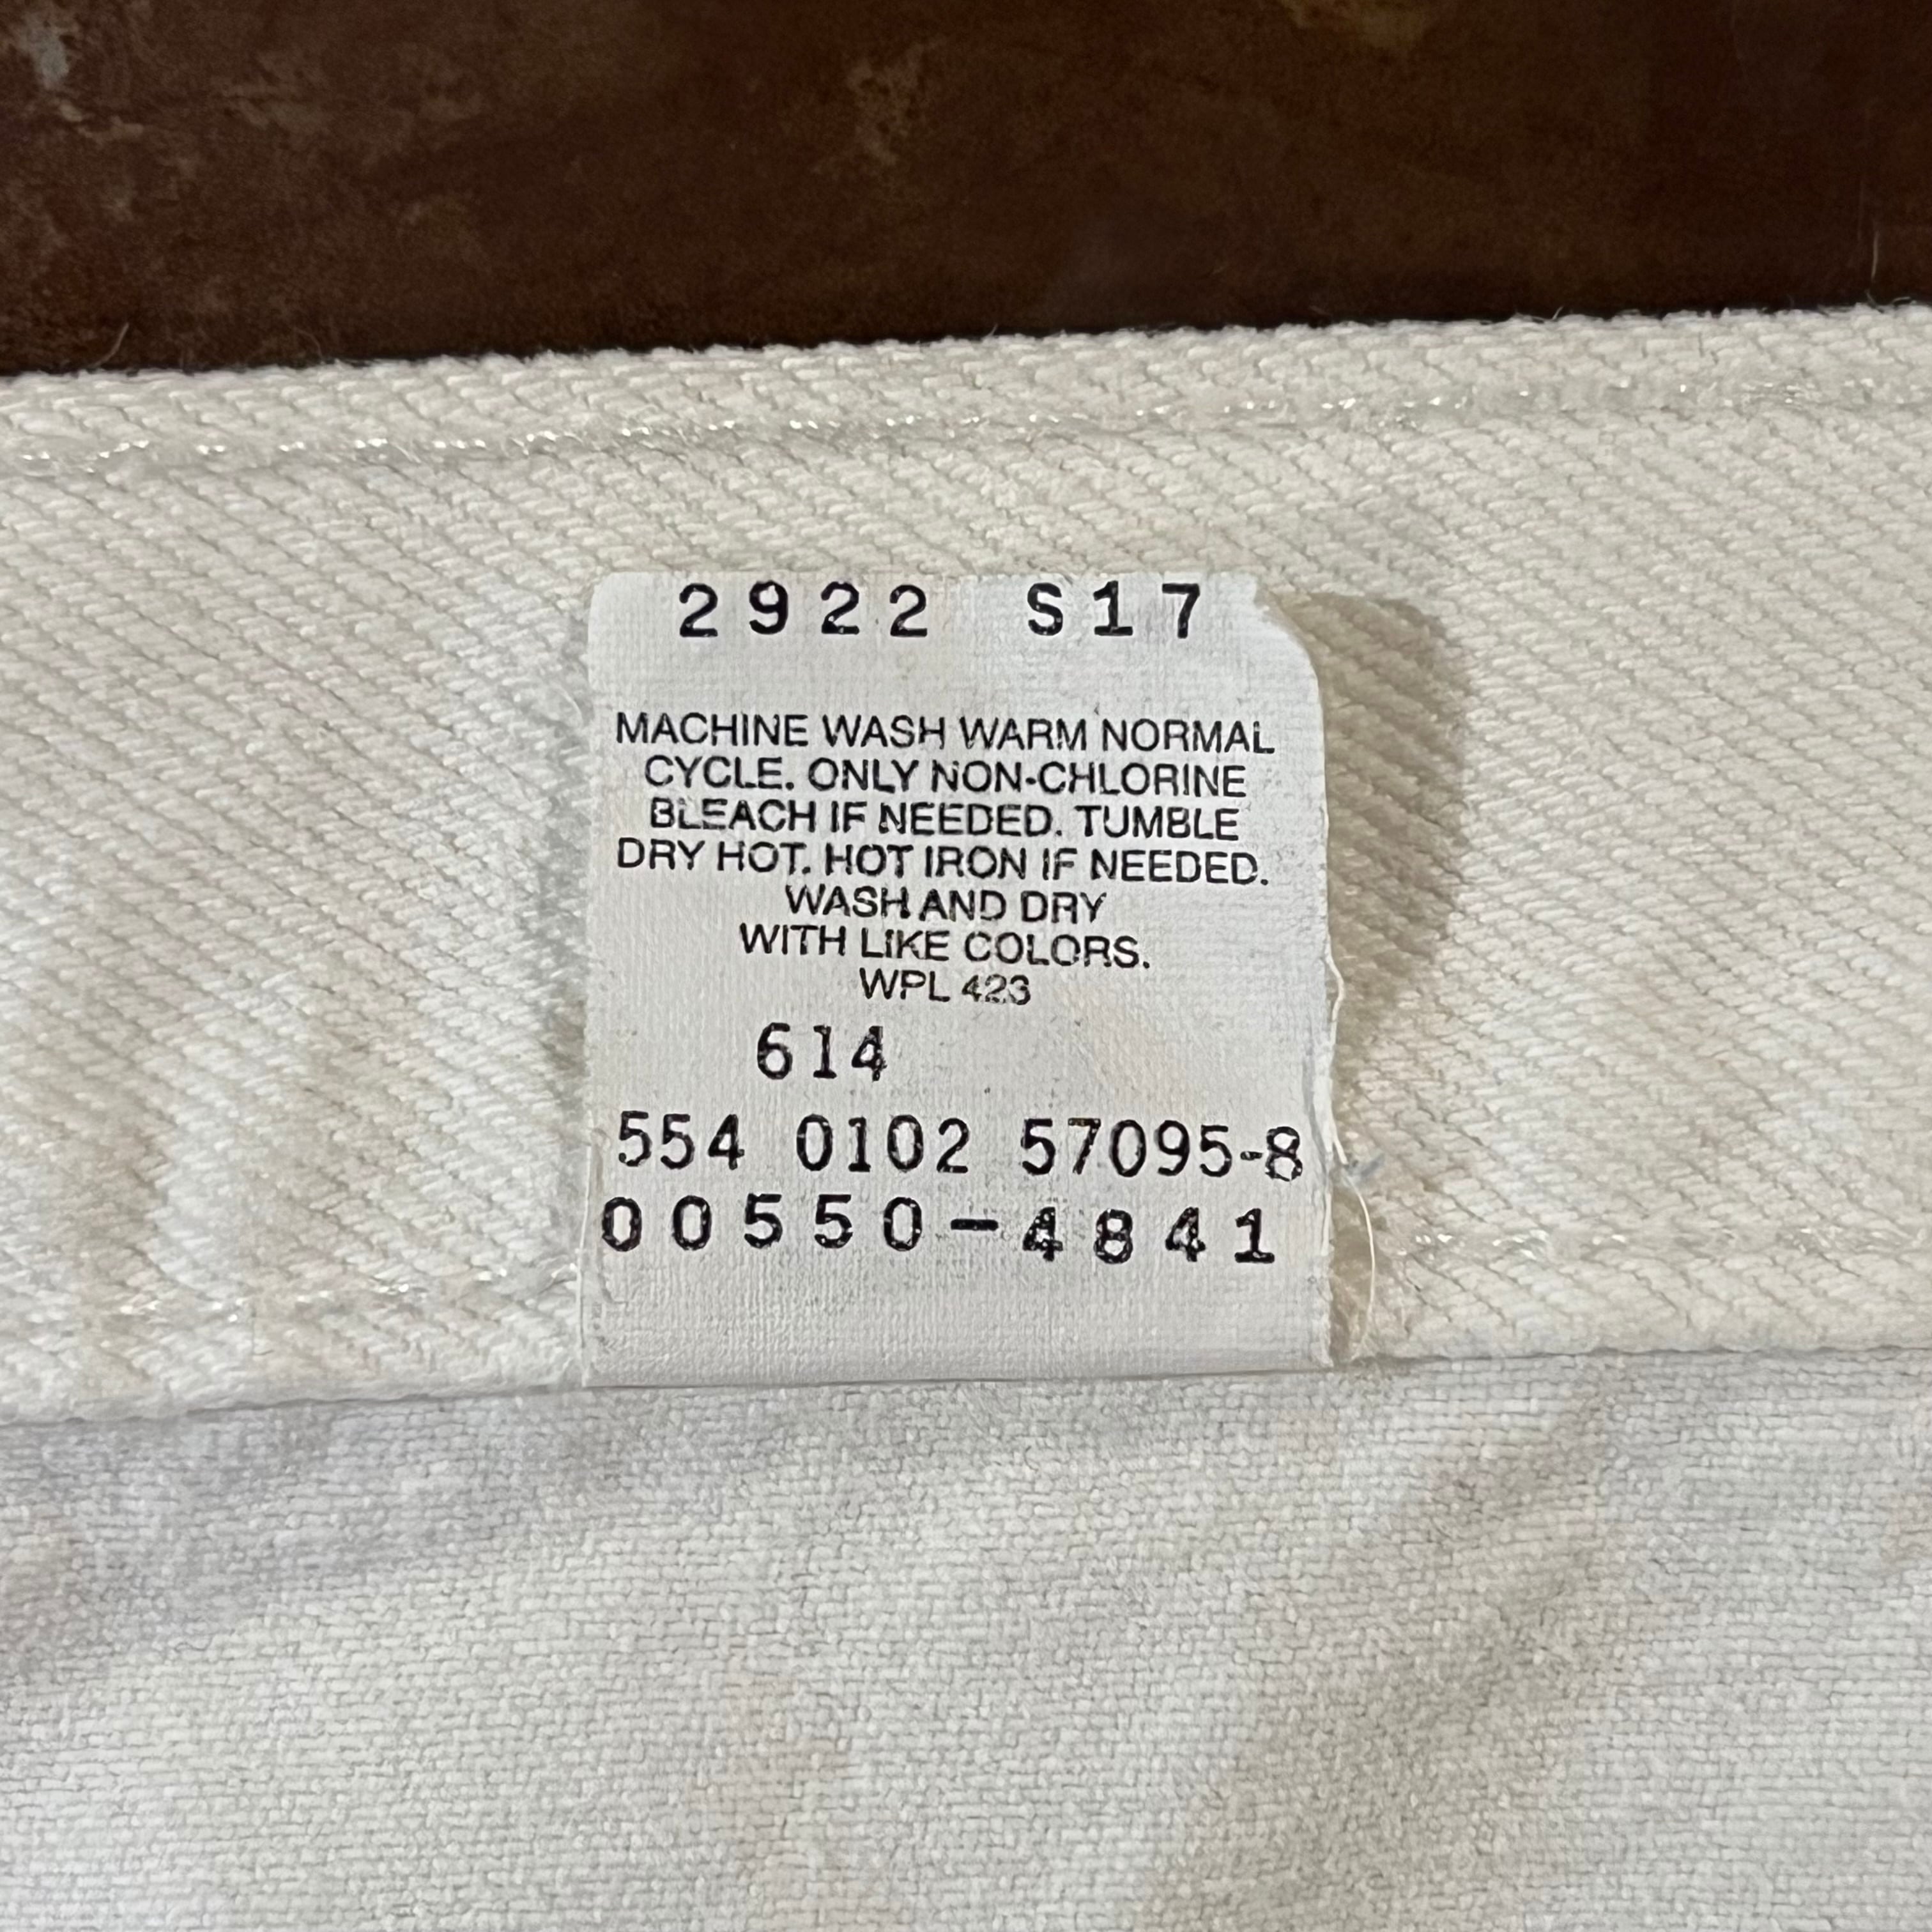 2922 S17
MACHINE WASH WARM NORMAL
CYCLE. ONLY NON-CHLORINE
BLEACH IF NEEDED. TUMBLE
DRY HOT. HOT IRON IF NEEDED.
WASH AND DRY
WITH LIKE COLORS.
WPL 423
614
554 0102 57095-8
00550-4841